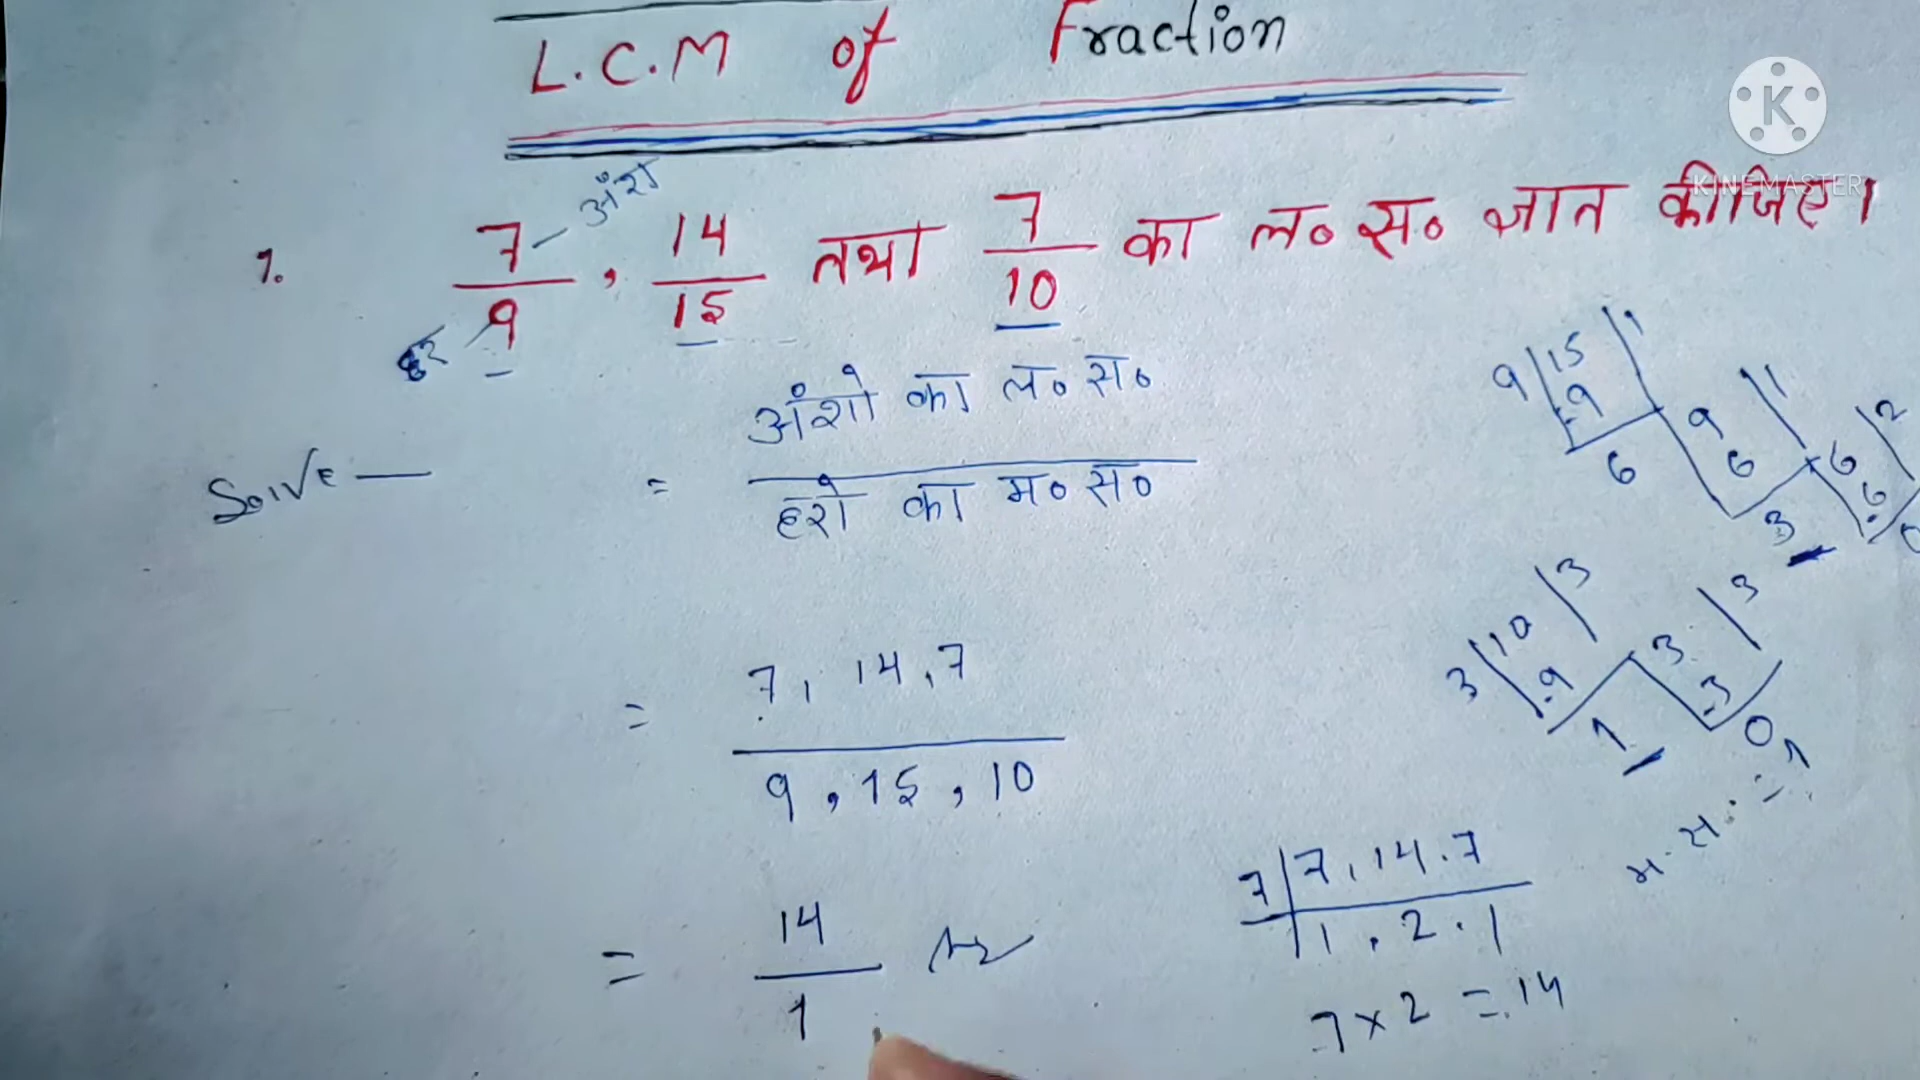 L.C.M of Fraction
K
KINEMASTER
अंश
1. 7/9 , 14/15 तथा 7/10 का ल० स० ज्ञात कीजिए।
हर
Solve — = अंशो का ल० स० / हरो का म० स०
= 7, 14, 7 / 9, 15, 10
= 14/1
9 | 15 | 1
9
6 | 9 | 1
6
3 | 6 | 2
6
0
3 | 10 | 3
9
1 | 3 | 3
3
0
म. स. = 1
7 | 7, 14. 7
1, 2. 1
7 × 2 = 14